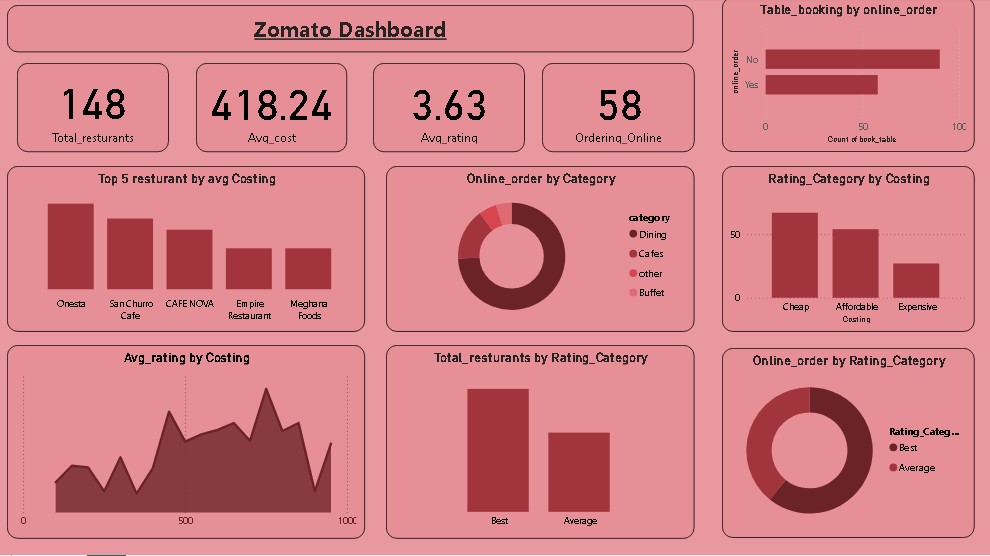 Zomato Dashboard
148
Total_resturants
418.24
Avg_cost
3.63
Avg_rating
58
Ordering_Online
Table_booking by online_order
online_order
No
Yes
0
50
100
Count of book_table
Top 5 resturant by avg Costing
Onesta
San Churro
Cafe
CAFE NOVA
Empire
Restaurant
Meghana
Foods
Online_order by Category
category
Dining
Cafes
other
Buffet
Rating_Category by Costing
50
0
Cheap
Affordable
Expensive
Costing
Avg_rating by Costing
0
500
1000
Total_resturants by Rating_Category
Best
Average
Online_order by Rating_Category
Rating_Categ...
Best
Average